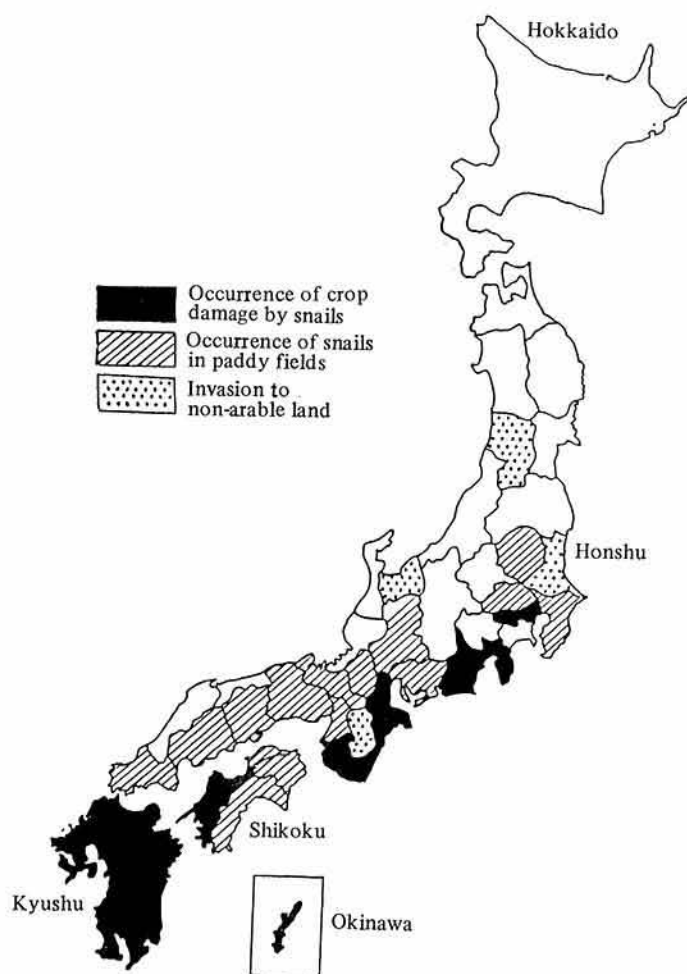 Hokkaido
Occurrence of crop
damage by snails
Occurrence of snails
in paddy fields
Invasion to
non-arable land
Honshu
Shikoku
Kyushu
Okinawa